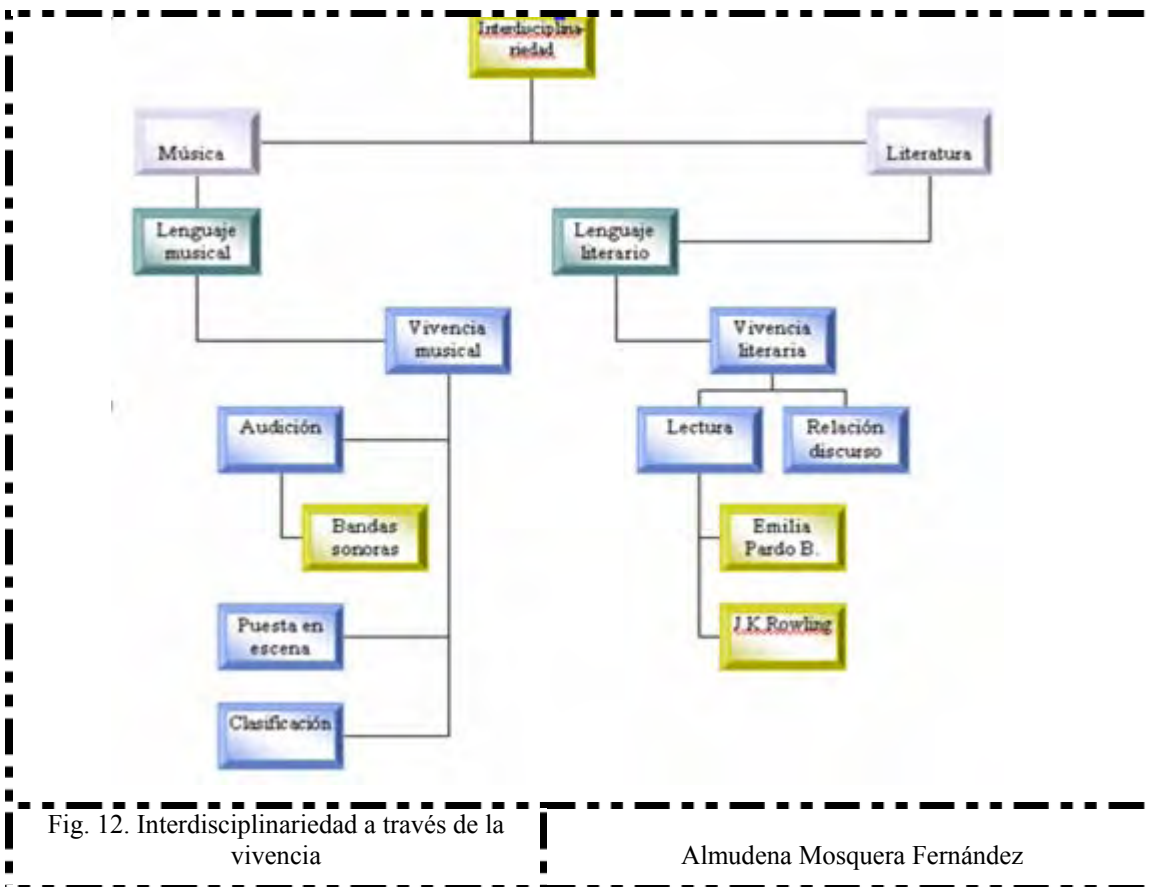 Interdisciplina-
riedad
Música
Literatura
Lenguaje
musical
Lenguaje
literario
Vivencia
musical
Vivencia
literaria
Audición
Lectura
Relación
discurso
Bandas
sonoras
Emilia
Pardo B.
Puesta en
escena
J.K.Rowling
Clasificación
Fig. 12. Interdisciplinariedad a través de la
vivencia
Almudena Mosquera Fernández